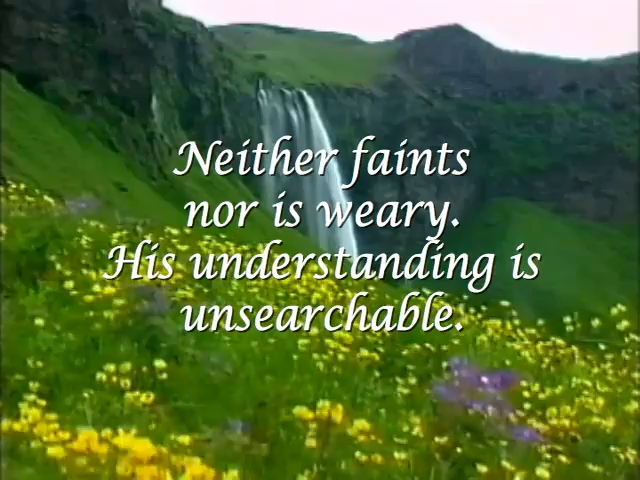 Neither faints
nor is weary.
His understanding is
unsearchable.